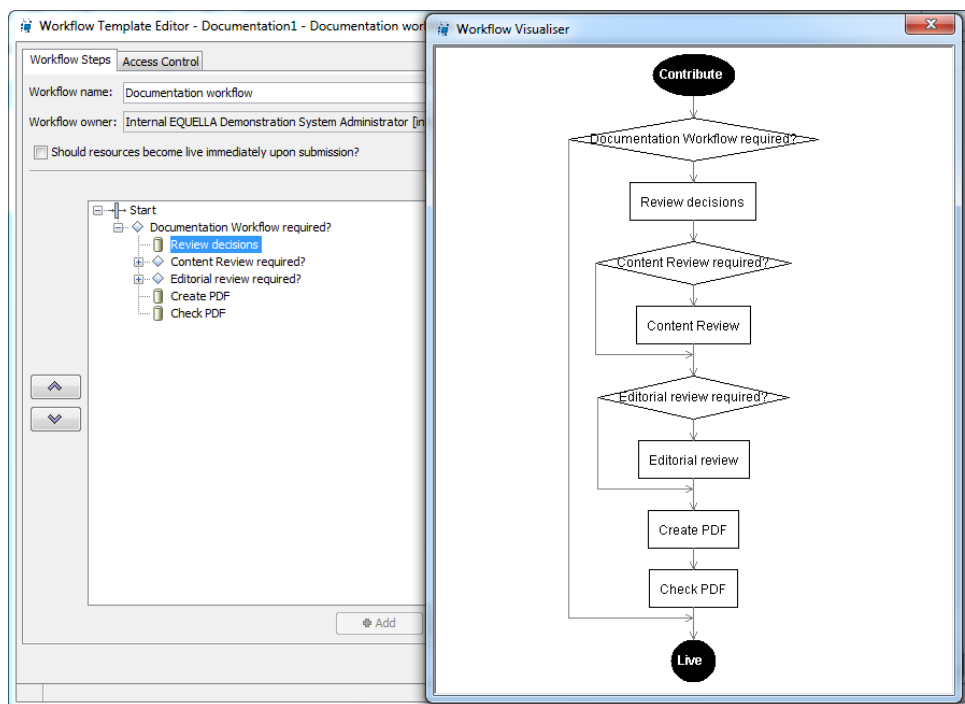 Workflow Template Editor - Documentation1 - Documentation wor
Workflow Steps
Access Control
Workflow name:
Documentation workflow
Workflow owner:
Internal EQUELLA Demonstration System Administrator [in
Should resources become live immediately upon submission?
Start
Documentation Workflow required?
Review decisions
Content Review required?
Editorial review required?
Create PDF
Check PDF
Add
Workflow Visualiser
Contribute
Documentation Workflow required?
Review decisions
Content Review required?
Content Review
Editorial review required?
Editorial review
Create PDF
Check PDF
Live